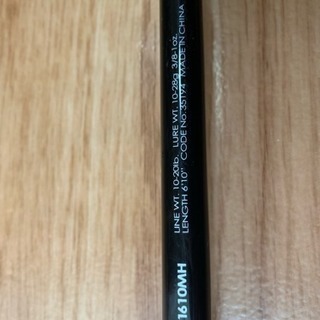 LINE WT. 10-20lb. LURE WT. 10-28g 3/8-1oz.
LENGTH 6'10" CODE NO. 35194 MADE IN CHINA
1610MH